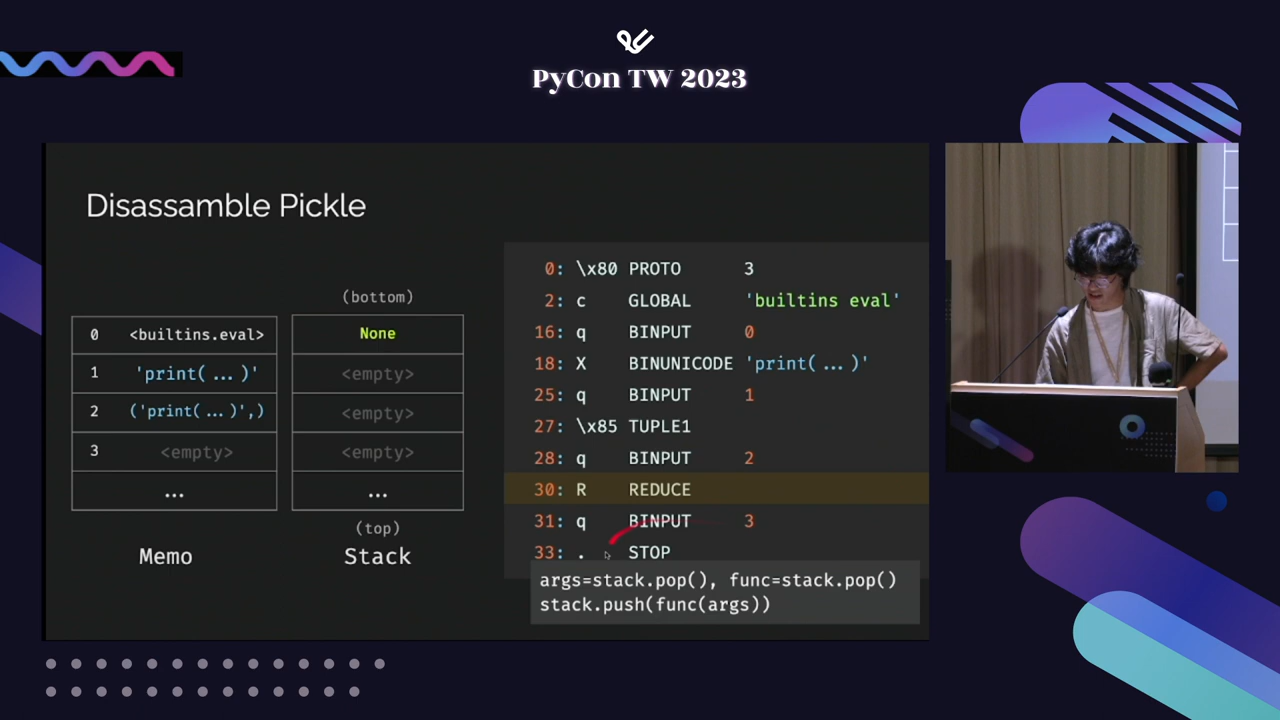 PyCon TW 2023
Disassamble Pickle
(bottom)
0 <builtins.eval> None
1 'print(...)' <empty>
2 ('print(...)',) <empty>
3 <empty> <empty>
... ...
(top)
Memo Stack
0: \x80 PROTO 3
2: c GLOBAL 'builtins eval'
16: q BINPUT 0
18: X BINUNICODE 'print(...)'
25: q BINPUT 1
27: \x85 TUPLE1
28: q BINPUT 2
30: R REDUCE
31: q BINPUT 3
33: . STOP
args=stack.pop(), func=stack.pop()
stack.push(func(args))